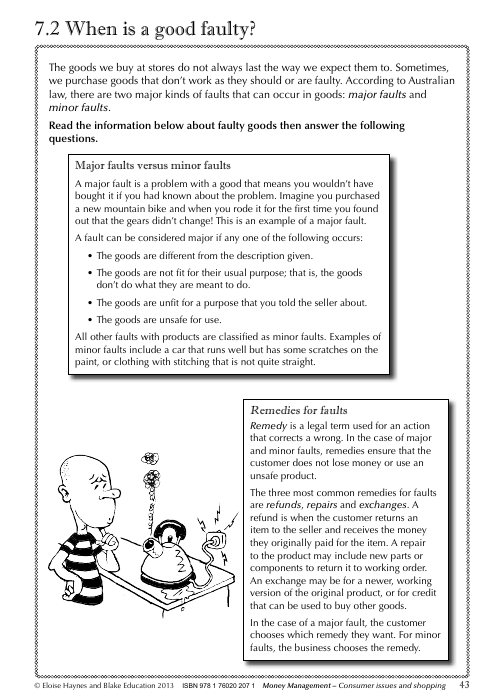 7.2 When is a good faulty?
The goods we buy at stores do not always last the way we expect them to. Sometimes,
we purchase goods that don't work as they should or are faulty. According to Australian
law, there are two major kinds of faults that can occur in goods: major faults and
minor faults.
Read the information below about faulty goods then answer the following
questions.
Major faults versus minor faults
A major fault is a problem with a good that means you wouldn't have
bought it if you had known about the problem. Imagine you purchased
a new mountain bike and when you rode it for the first time you found
out that the gears didn't change! This is an example of a major fault.
A fault can be considered major if any one of the following occurs:
• The goods are different from the description given.
• The goods are not fit for their usual purpose; that is, the goods
don't do what they are meant to do.
• The goods are unfit for a purpose that you told the seller about.
• The goods are unsafe for use.
All other faults with products are classified as minor faults. Examples of
minor faults include a car that runs well but has some scratches on the
paint, or clothing with stitching that is not quite straight.
Remedies for faults
Remedy is a legal term used for an action
that corrects a wrong. In the case of major
and minor faults, remedies ensure that the
customer does not lose money or use an
unsafe product.
The three most common remedies for faults
are refunds, repairs and exchanges. A
refund is when the customer returns an
item to the seller and receives the money
they originally paid for the item. A repair
to the product may include new parts or
components to return it to working order.
An exchange may be for a newer, working
version of the original product, or for credit
that can be used to buy other goods.
In the case of a major fault, the customer
chooses which remedy they want. For minor
faults, the business chooses the remedy.
© Eloise Haynes and Blake Education 2013 ISBN 978 1 76020 207 1 Money Management – Consumer issues and shopping 43